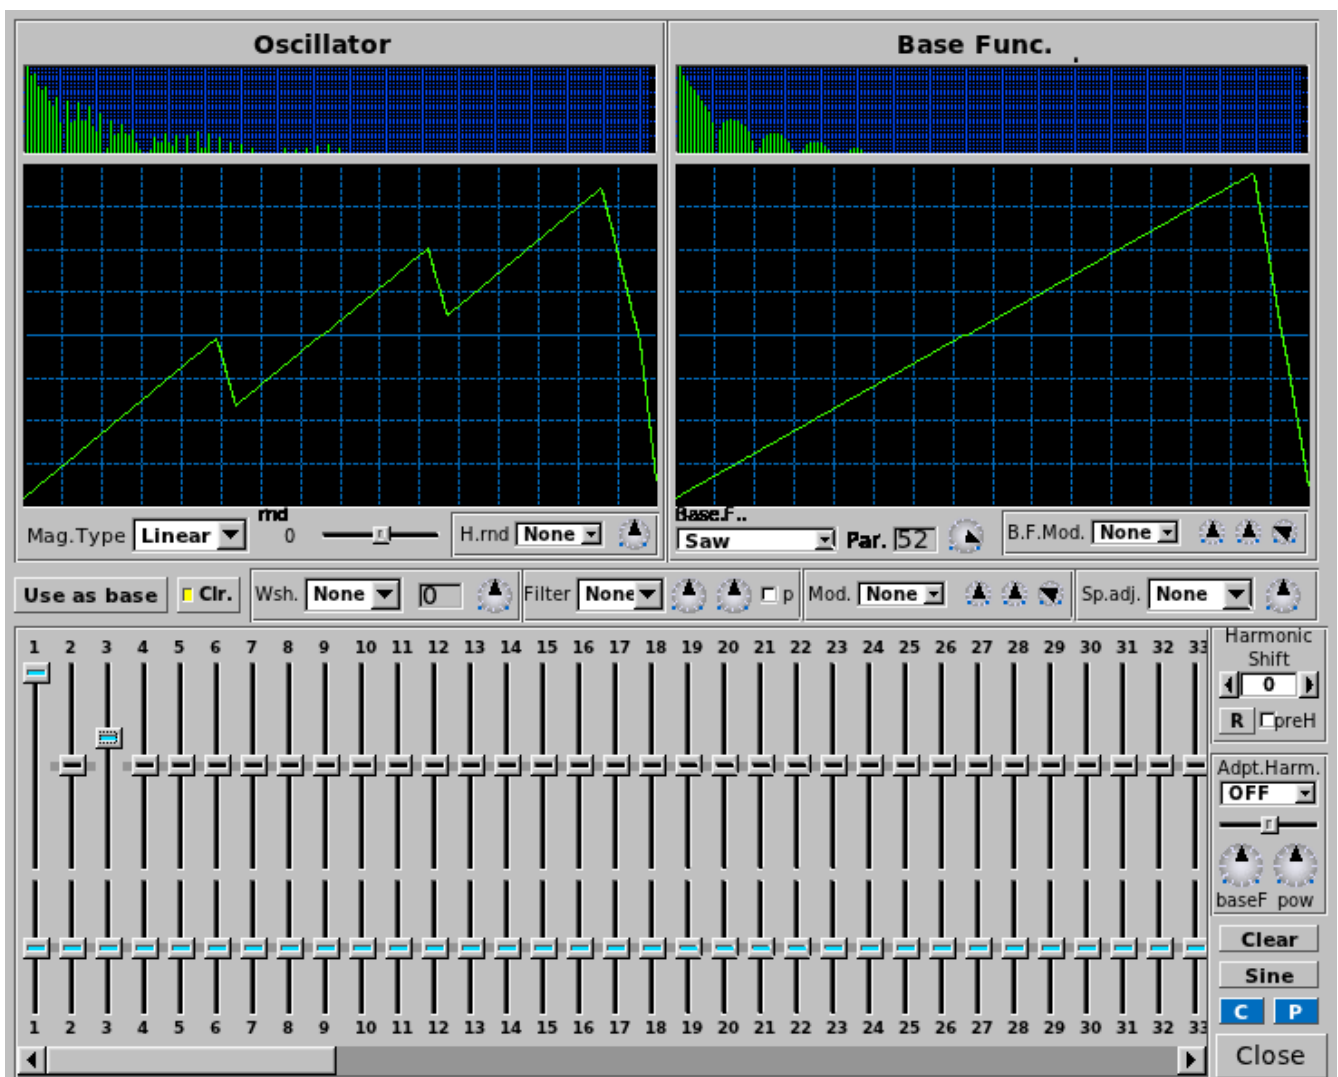 Oscillator
Base Func.
Mag.Type Linear rnd 0 H.rnd None
Base.F.. Saw Par. 52 B.F.Mod. None
Use as base Clr. Wsh. None 0 Filter None p Mod. None Sp.adj. None
1 2 3 4 5 6 7 8 9 10 11 12 13 14 15 16 17 18 19 20 21 22 23 24 25 26 27 28 29 30 31 32 33
Harmonic
Shift
0
R preH
Adpt.Harm.
OFF
baseF pow
Clear
Sine
C P
1 2 3 4 5 6 7 8 9 10 11 12 13 14 15 16 17 18 19 20 21 22 23 24 25 26 27 28 29 30 31 32 33
Close